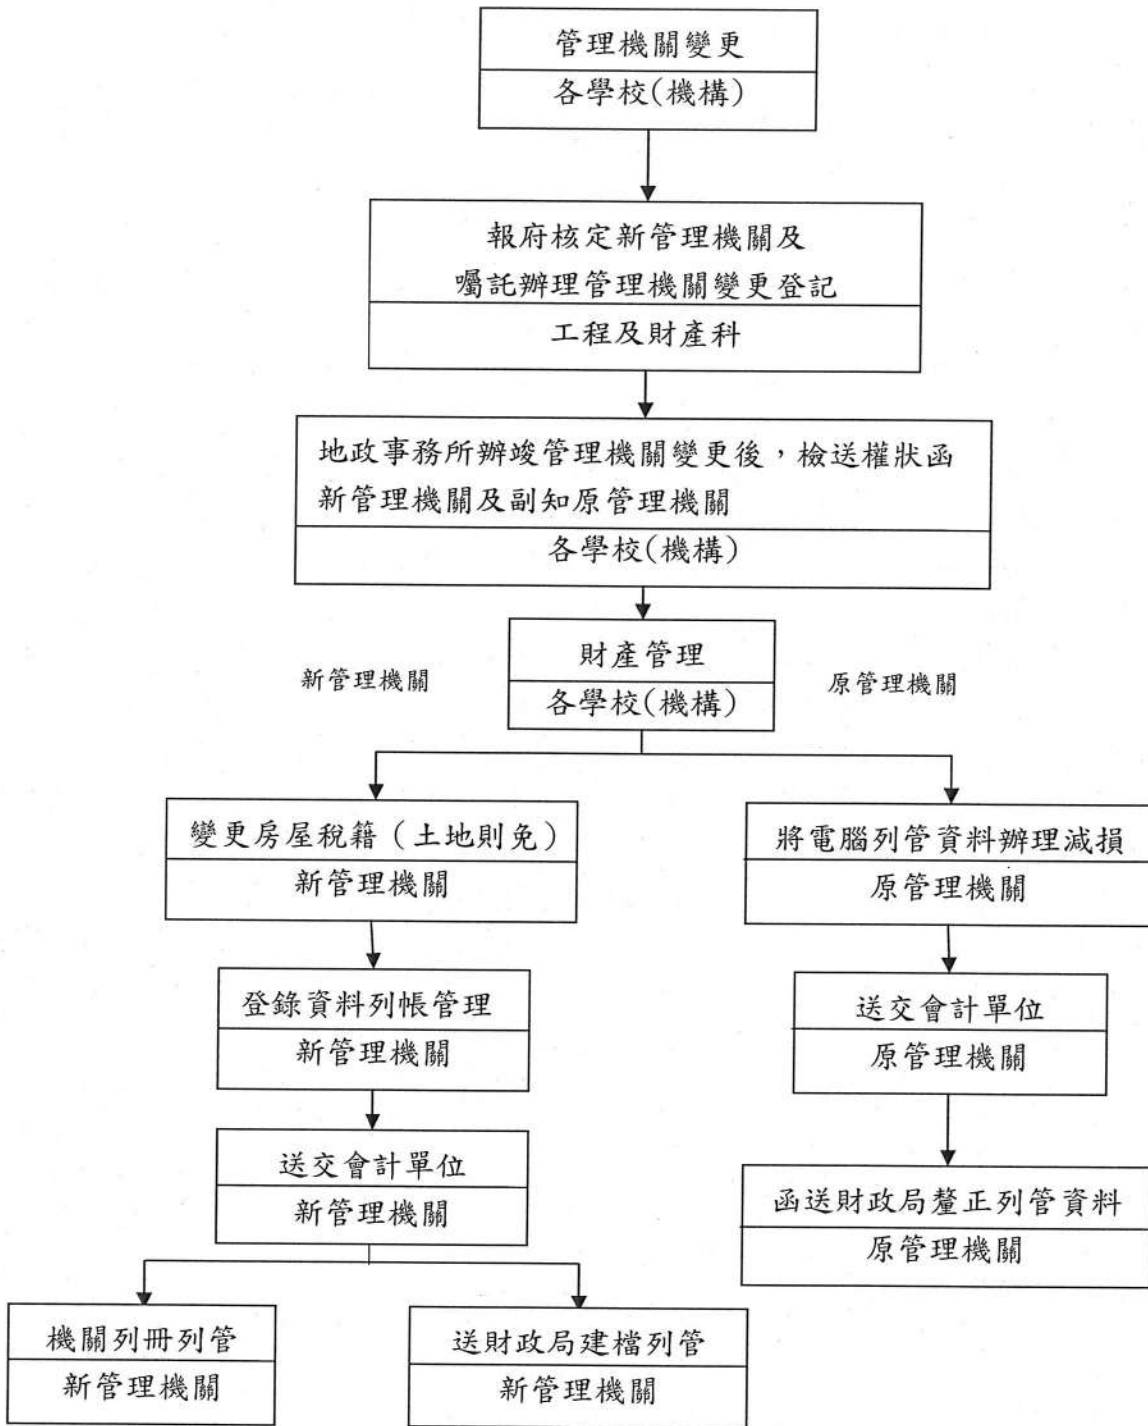 管理機關變更
各學校(機構)
報府核定新管理機關及
囑託辦理管理機關變更登記
工程及財產科
地政事務所辦竣管理機關變更後，檢送權狀函
新管理機關及副知原管理機關
各學校(機構)
財產管理
各學校(機構)
新管理機關
原管理機關
變更房屋稅籍（土地則免）
新管理機關
登錄資料列帳管理
新管理機關
送交會計單位
新管理機關
機關列冊列管
新管理機關
送財政局建檔列管
新管理機關
將電腦列管資料辦理減損
原管理機關
送交會計單位
原管理機關
函送財政局釐正列管資料
原管理機關